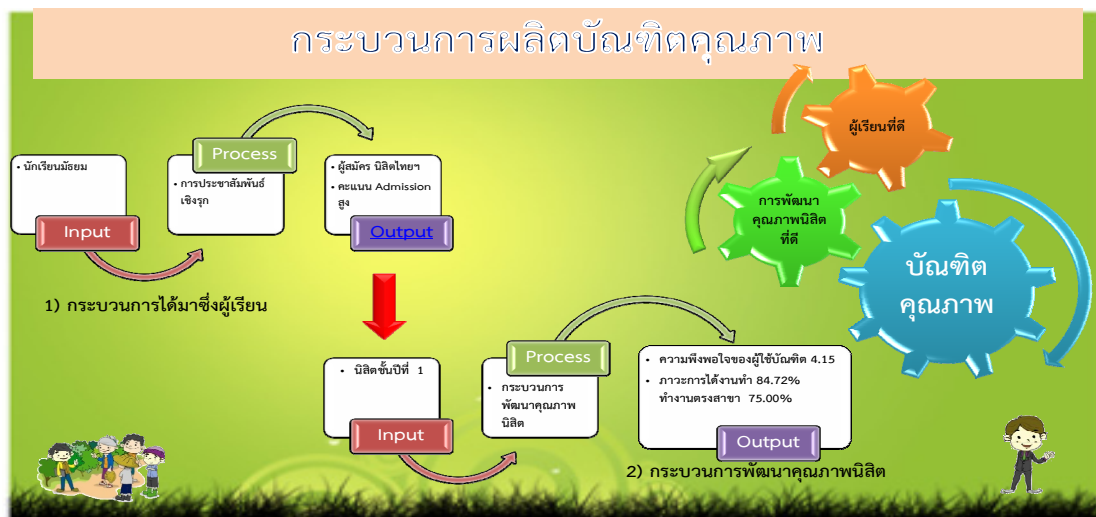 กระบวนการผลิตบัณฑิตคุณภาพ
• นักเรียนมัธยม
Input
Process
• การประชาสัมพันธ์
เชิงรุก
• ผู้สมัคร นิสิตไทยฯ
• คะแนน Admission
สูง
Output
1) กระบวนการได้มาซึ่งผู้เรียน
ผู้เรียนที่ดี
การพัฒนา
คุณภาพนิสิต
ที่ดี
บัณฑิต
คุณภาพ
• นิสิตชั้นปีที่ 1
Input
Process
• กระบวนการ
พัฒนาคุณภาพ
นิสิต
• ความพึงพอใจของผู้ใช้บัณฑิต 4.15
• ภาวะการได้งานทำ 84.72%
ทำงานตรงสาขา 75.00%
Output
2) กระบวนการพัฒนาคุณภาพนิสิต